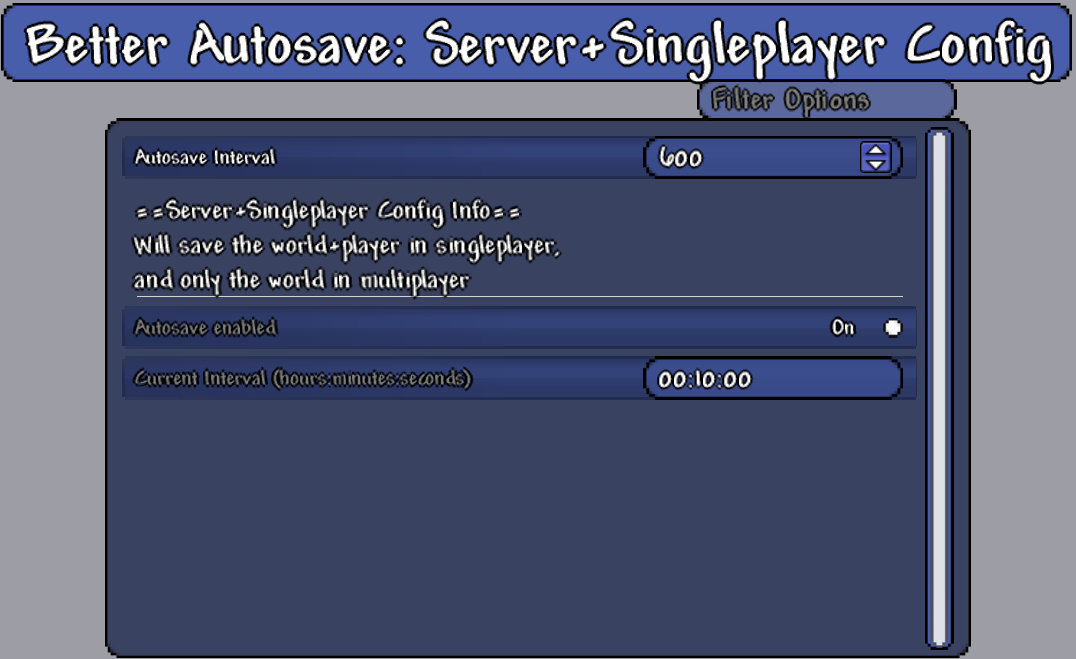 Better Autosave: Server+Singleplayer Config
Filter Options
Autosave Interval 600
==Server+Singleplayer Config Info==
Will save the world+player in singleplayer,
and only the world in multiplayer
Autosave enabled On
Current Interval (hours:minutes:seconds) 00:10:00